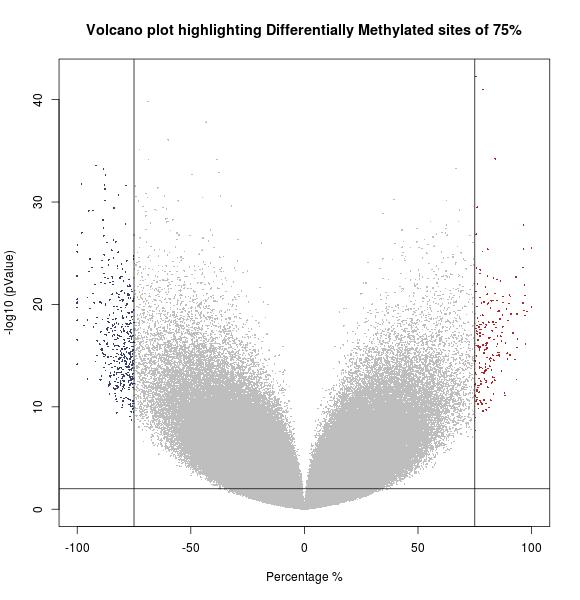 Volcano plot highlighting Differentially Methylated sites of 75%
40
30
20
10
0
-log10 (pValue)
-100 -50 0 50 100
Percentage %